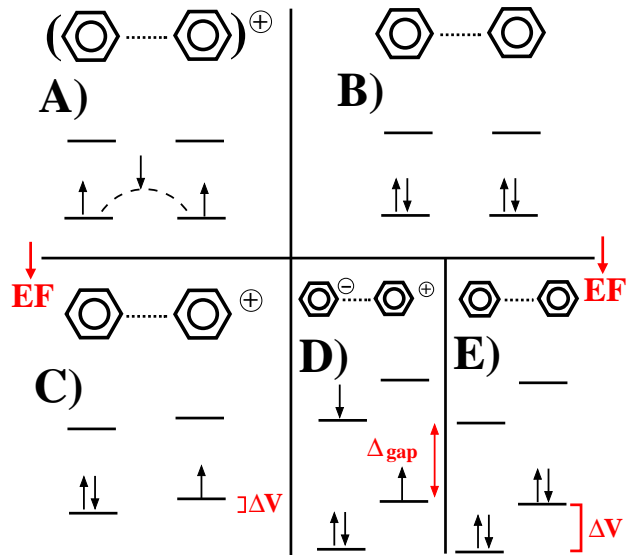 ( )⊕
A)
B)
EF
EF
⊕
⊖ ⊕
C)
D)
E)
Δgap
ΔV
ΔV